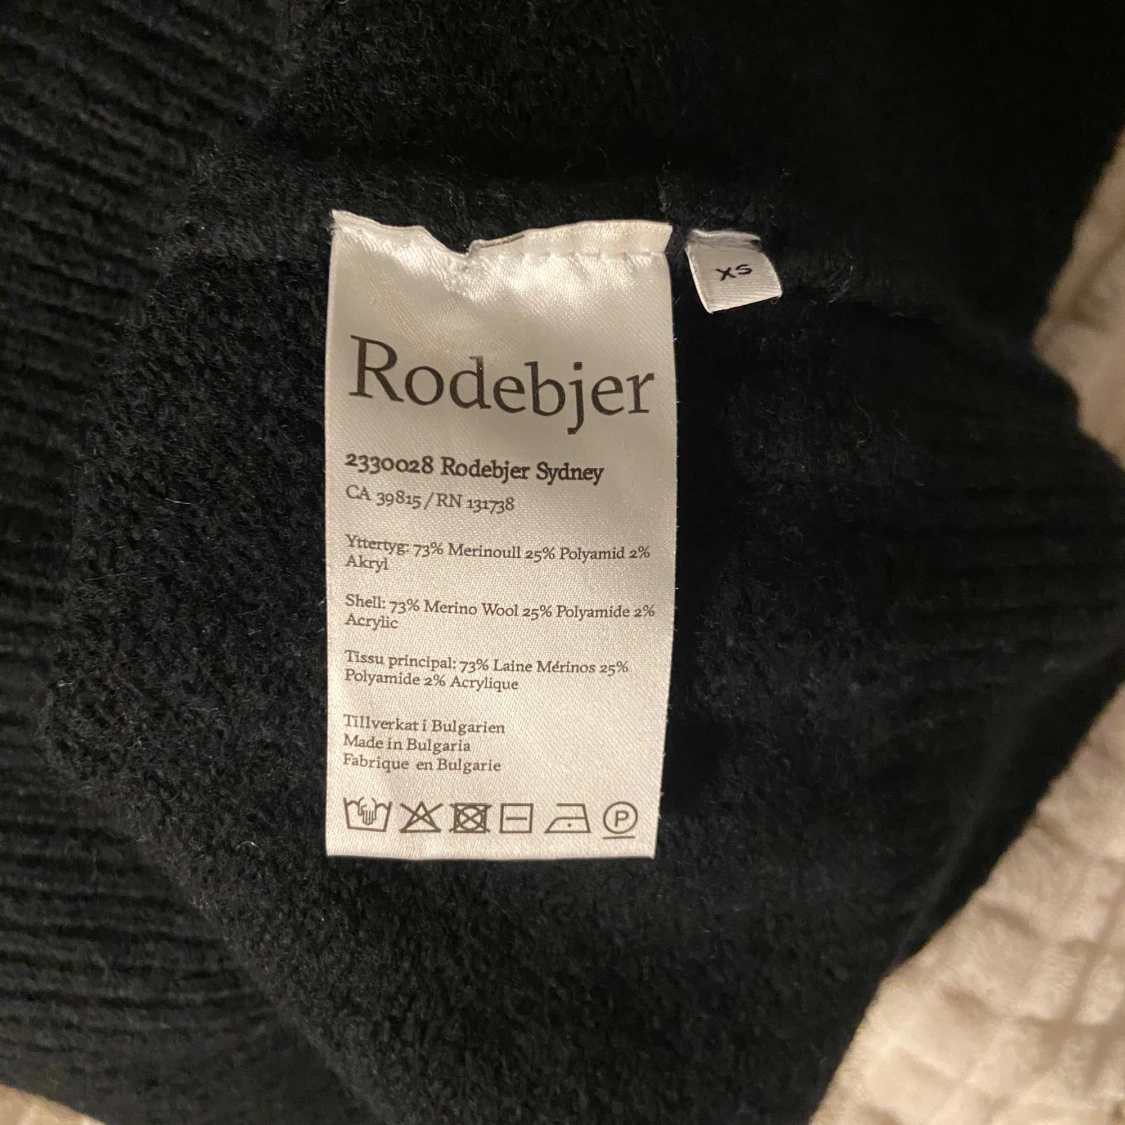 XS
Rodebjer
2330028 Rodebjer Sydney
CA 39815 / RN 131738
Yttertyg: 73% Merinoull 25% Polyamid 2%
Akryl
Shell: 73% Merino Wool 25% Polyamide 2%
Acrylic
Tissu principal: 73% Laine Mérinos 25%
Polyamide 2% Acrylique
Tillverkat i Bulgarien
Made in Bulgaria
Fabrique en Bulgarie
P